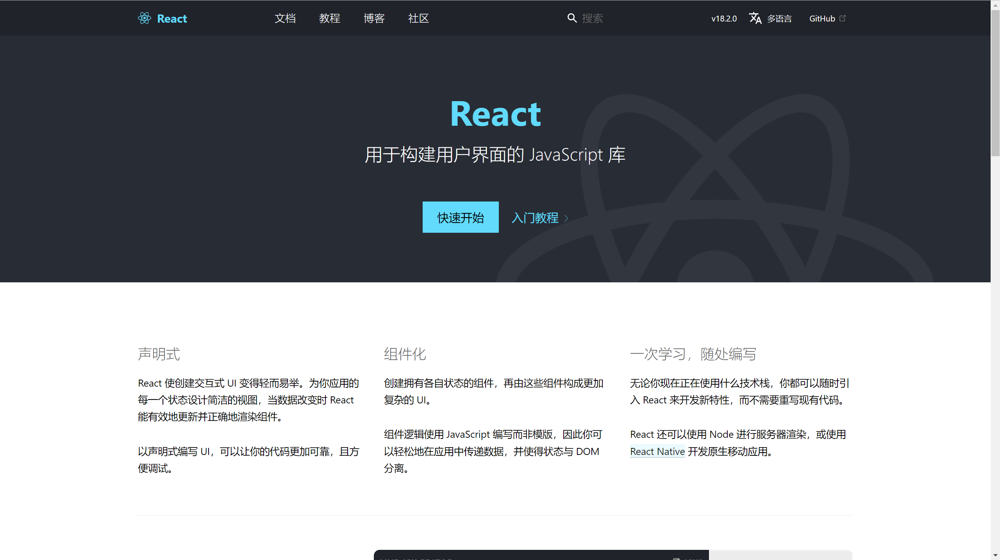 React
文档
教程
博客
社区
搜索
v18.2.0
多语言
GitHub
React
用于构建用户界面的 JavaScript 库
快速开始
入门教程
声明式
React 使创建交互式 UI 变得轻而易举。为你应用的
每一个状态设计简洁的视图，当数据改变时 React
能有效地更新并正确地渲染组件。
以声明式编写 UI，可以让你的代码更加可靠，且方
便调试。
组件化
创建拥有各自状态的组件，再由这些组件构成更加
复杂的 UI。
组件逻辑使用 JavaScript 编写而非模版，因此你可
以轻松地在应用中传递数据，并使得状态与 DOM
分离。
一次学习，随处编写
无论你现在正在使用什么技术栈，你都可以随时引
入 React 来开发新特性，而不需要重写现有代码。
React 还可以使用 Node 进行服务器渲染，或使用
React Native 开发原生移动应用。